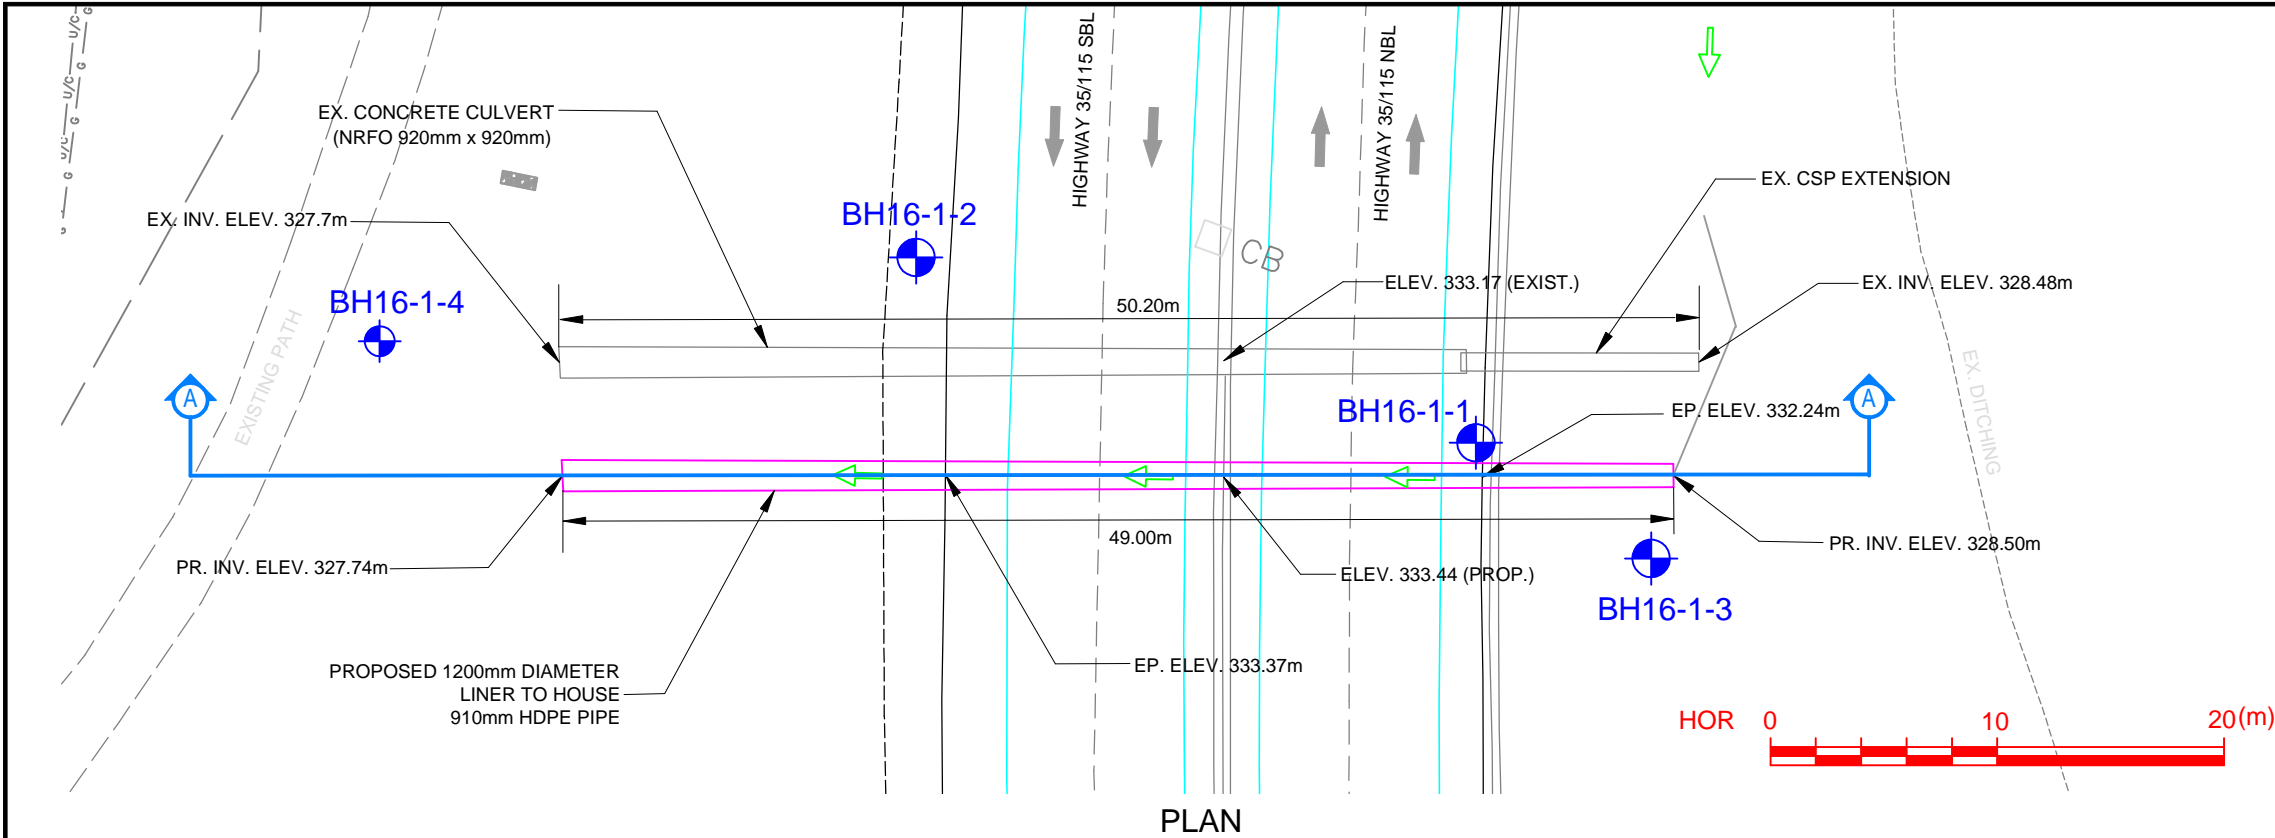 U/C
G
U/C
G
G
U/C
G
U/C
G
HIGHWAY 35/115 SBL
HIGHWAY 35/115 NBL
EX. CONCRETE CULVERT
(NRFO 920mm x 920mm)
EX. CSP EXTENSION
EX. INV. ELEV. 327.7m
BH16-1-2
CB
ELEV. 333.17 (EXIST.)
EX. INV. ELEV. 328.48m
BH16-1-4
50.20m
EXISTING PATH
EX. DITCHING
A
BH16-1-1
EP. ELEV. 332.24m
A
49.00m
PR. INV. ELEV. 327.74m
ELEV. 333.44 (PROP.)
PR. INV. ELEV. 328.50m
BH16-1-3
PROPOSED 1200mm DIAMETER
LINER TO HOUSE
910mm HDPE PIPE
EP. ELEV. 333.37m
HOR 0 10 20(m)
PLAN